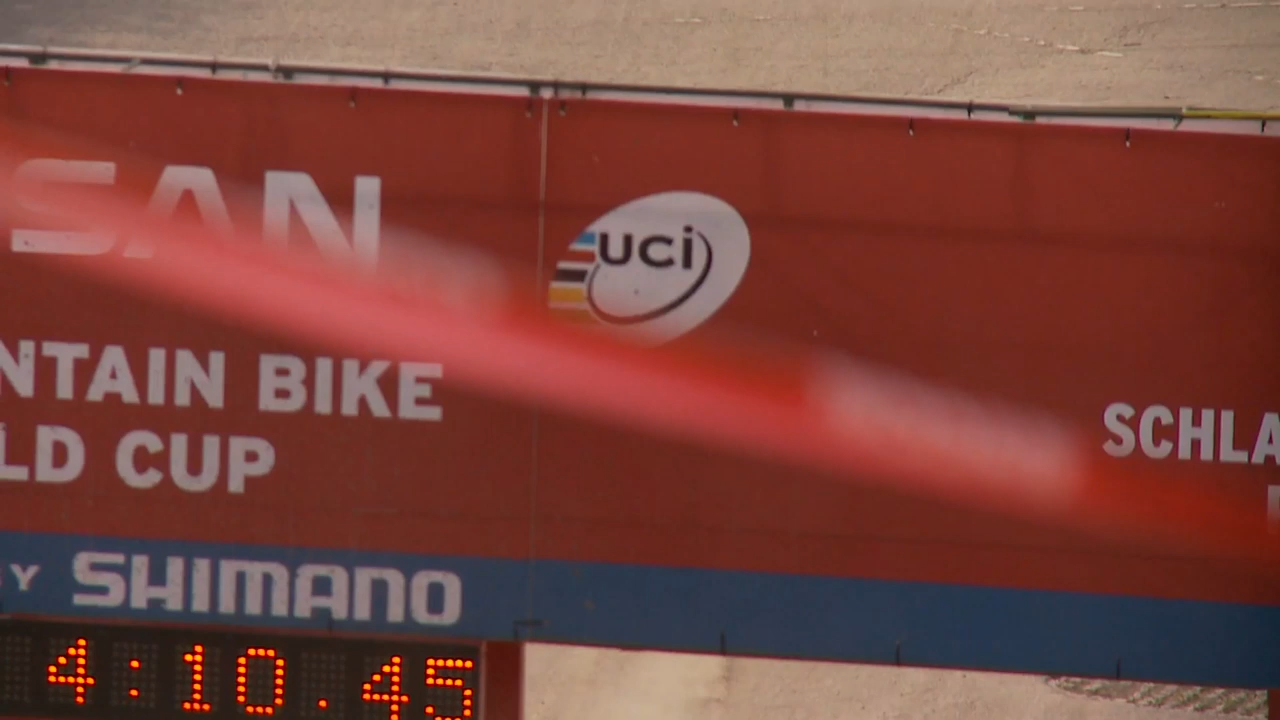 SAN
uci
NTAIN BIKE
LD CUP
SCHLA
Y SHIMANO
4:10.45